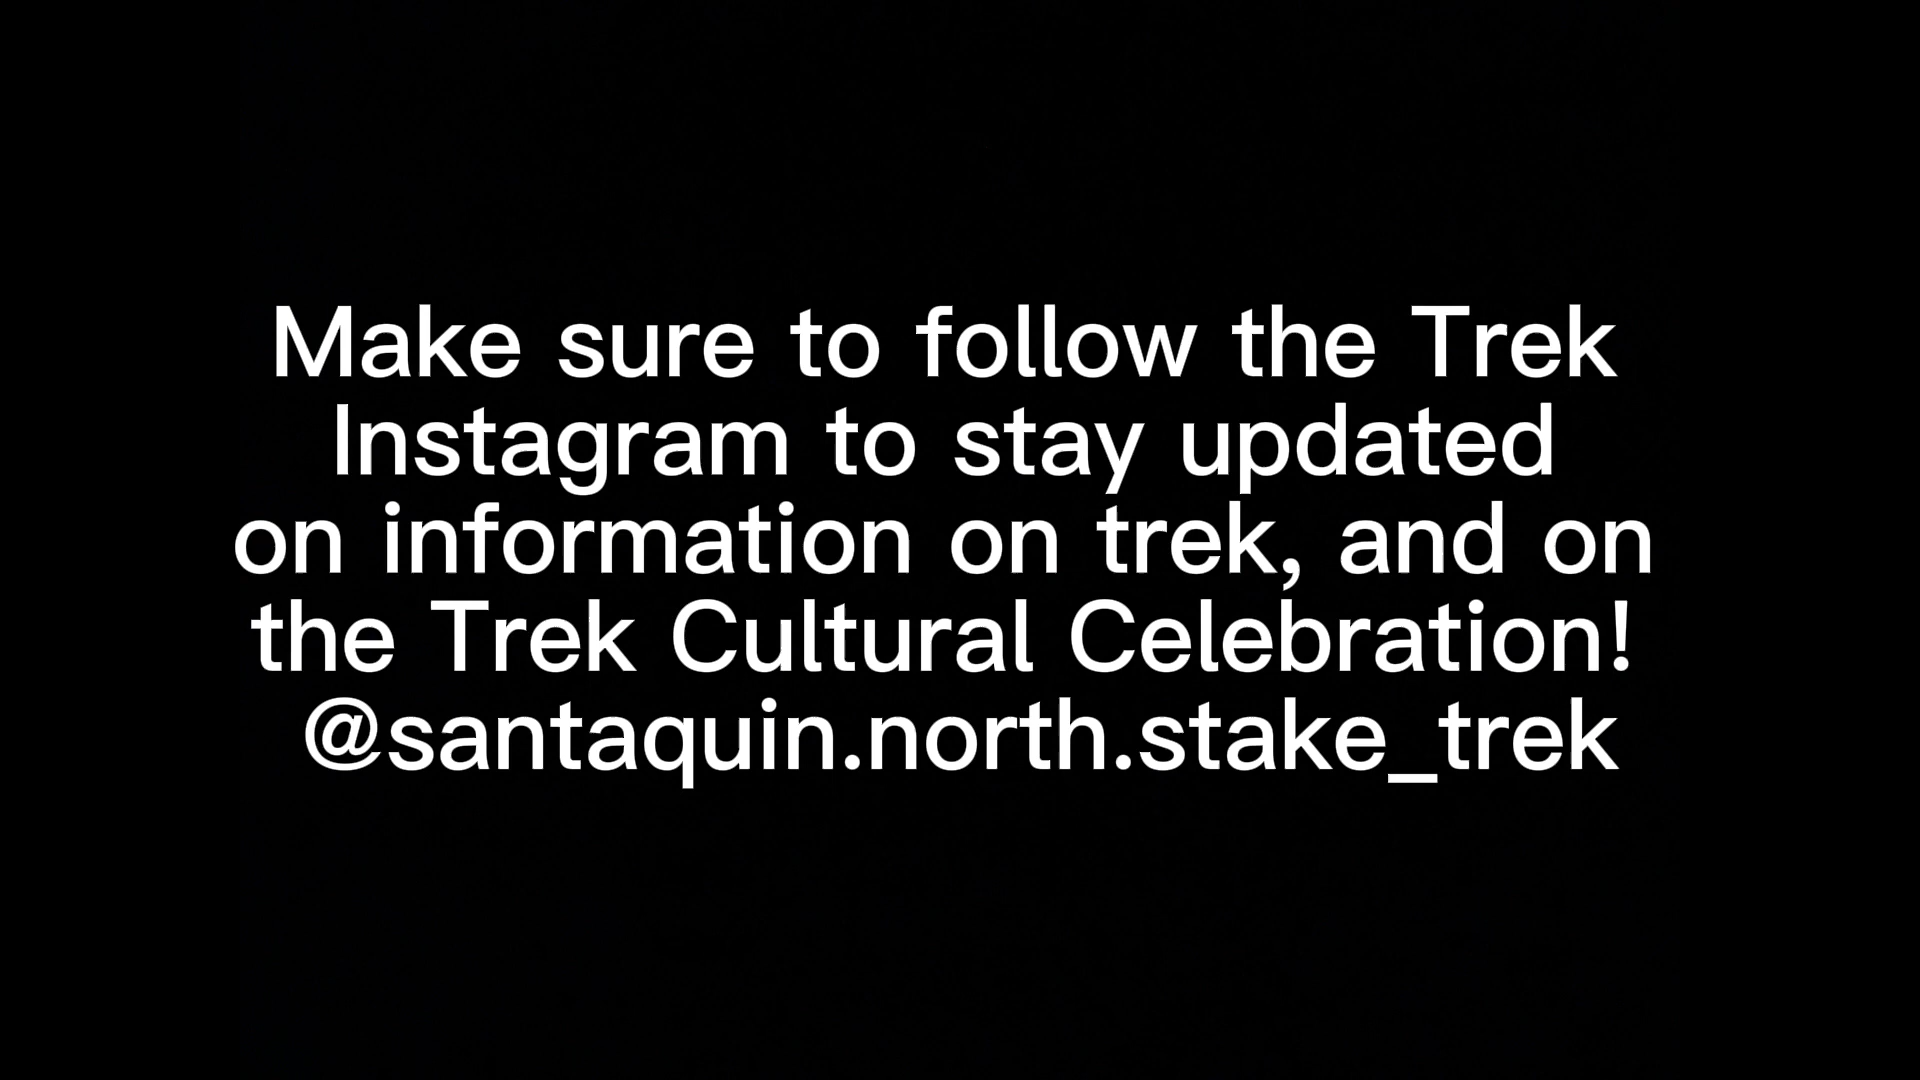 Make sure to follow the Trek
Instagram to stay updated
on information on trek, and on
the Trek Cultural Celebration!
@santaquin.north.stake_trek